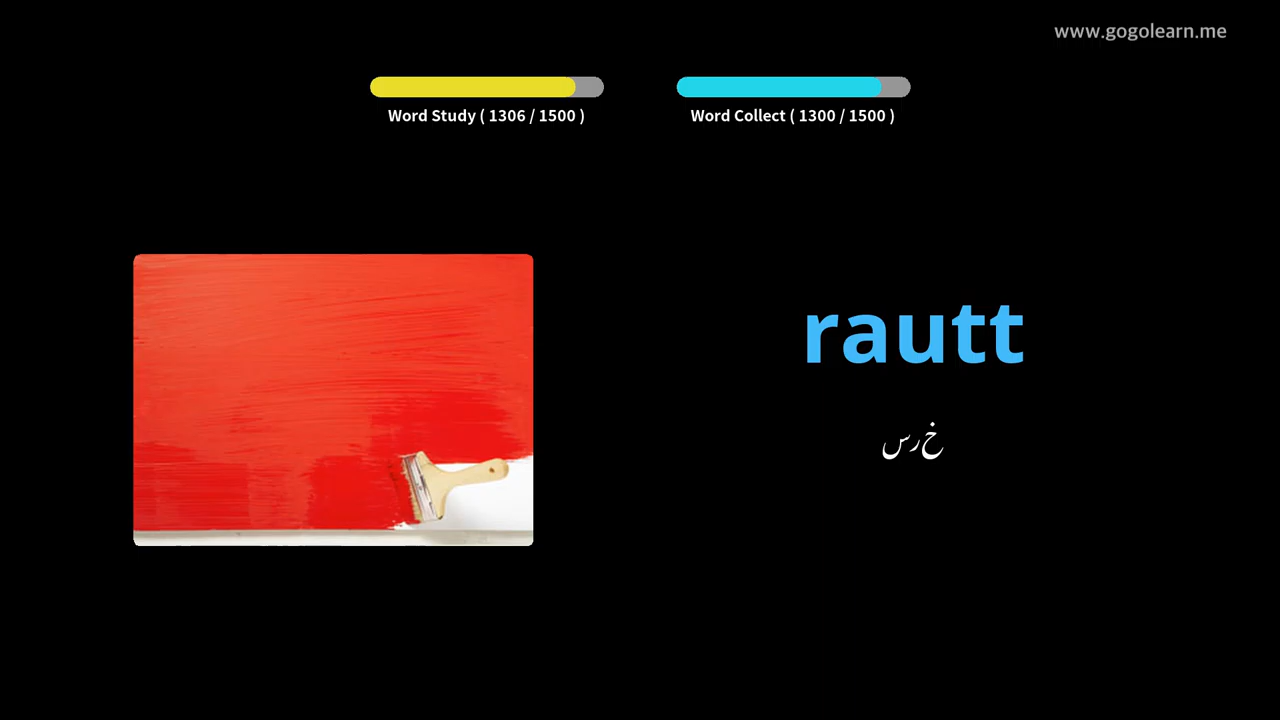 www.gogolearn.me
Word Study ( 1306 / 1500 )
Word Collect ( 1300 / 1500 )
rautt
خ رس